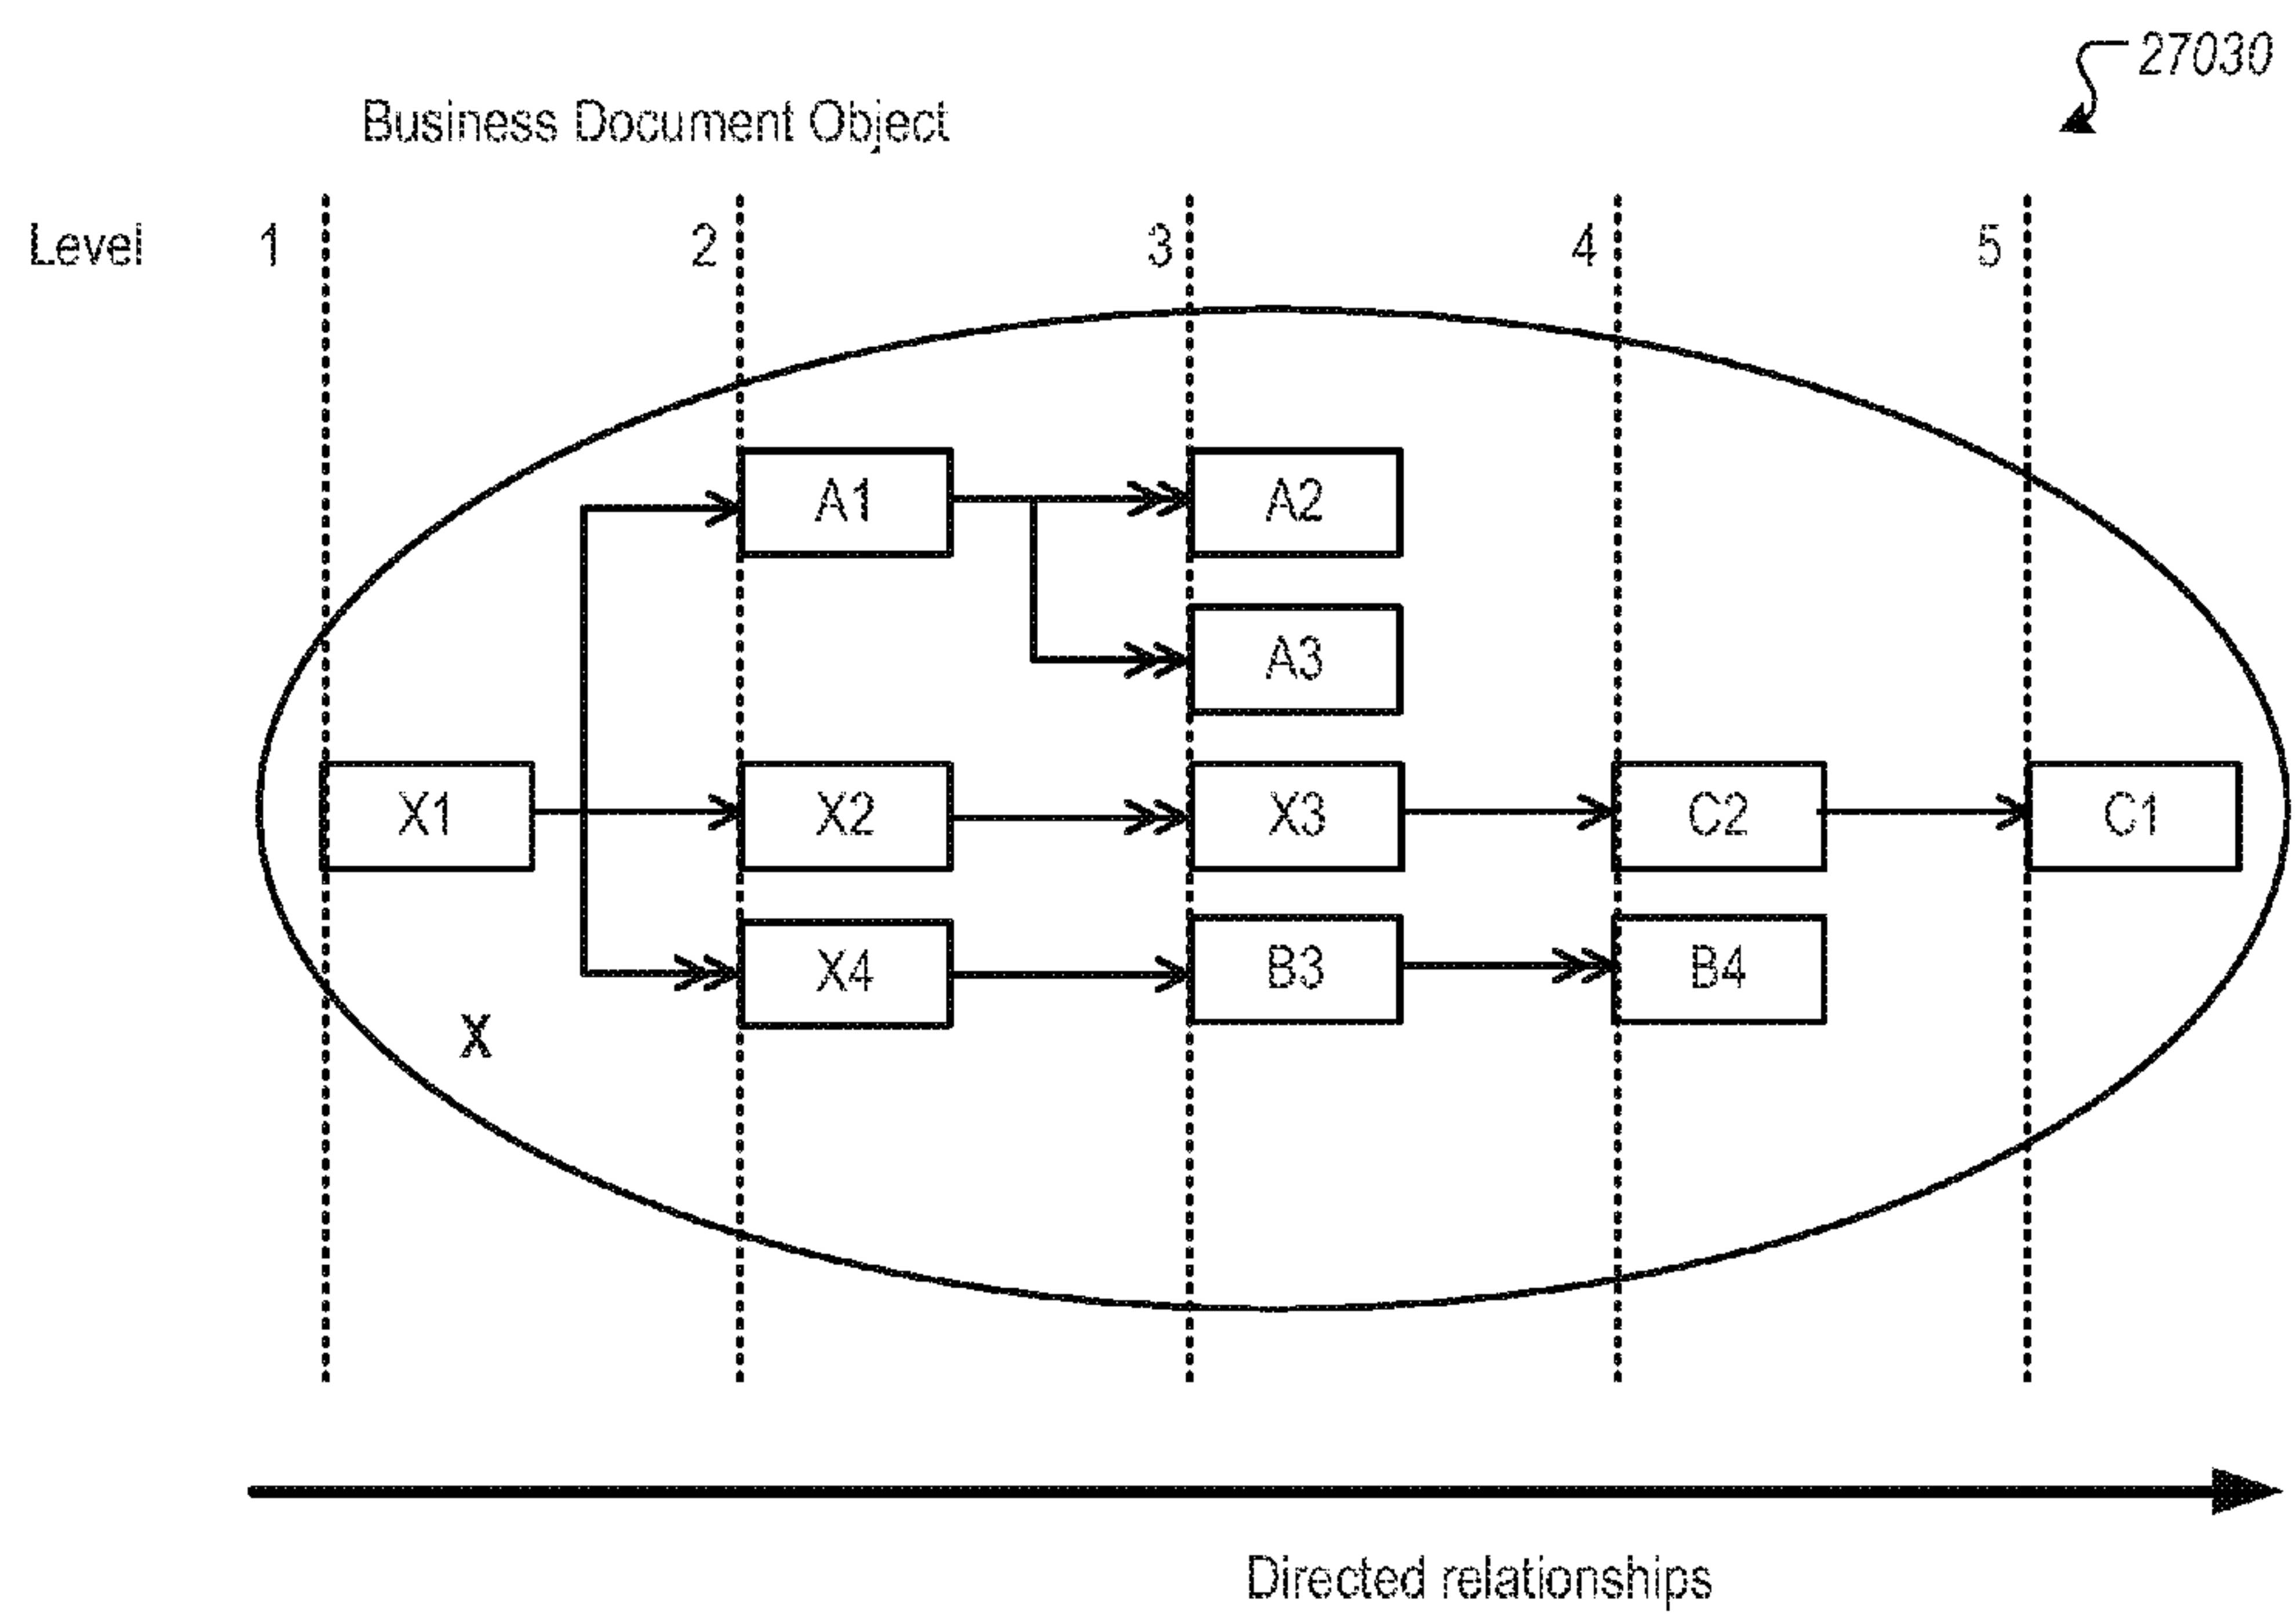 27030
Business Document Object
Level 1 2 3 4 5
A1 A2
A3
X1 X2 X3 C2 C1
X4 B3 B4
X
Directed relationships